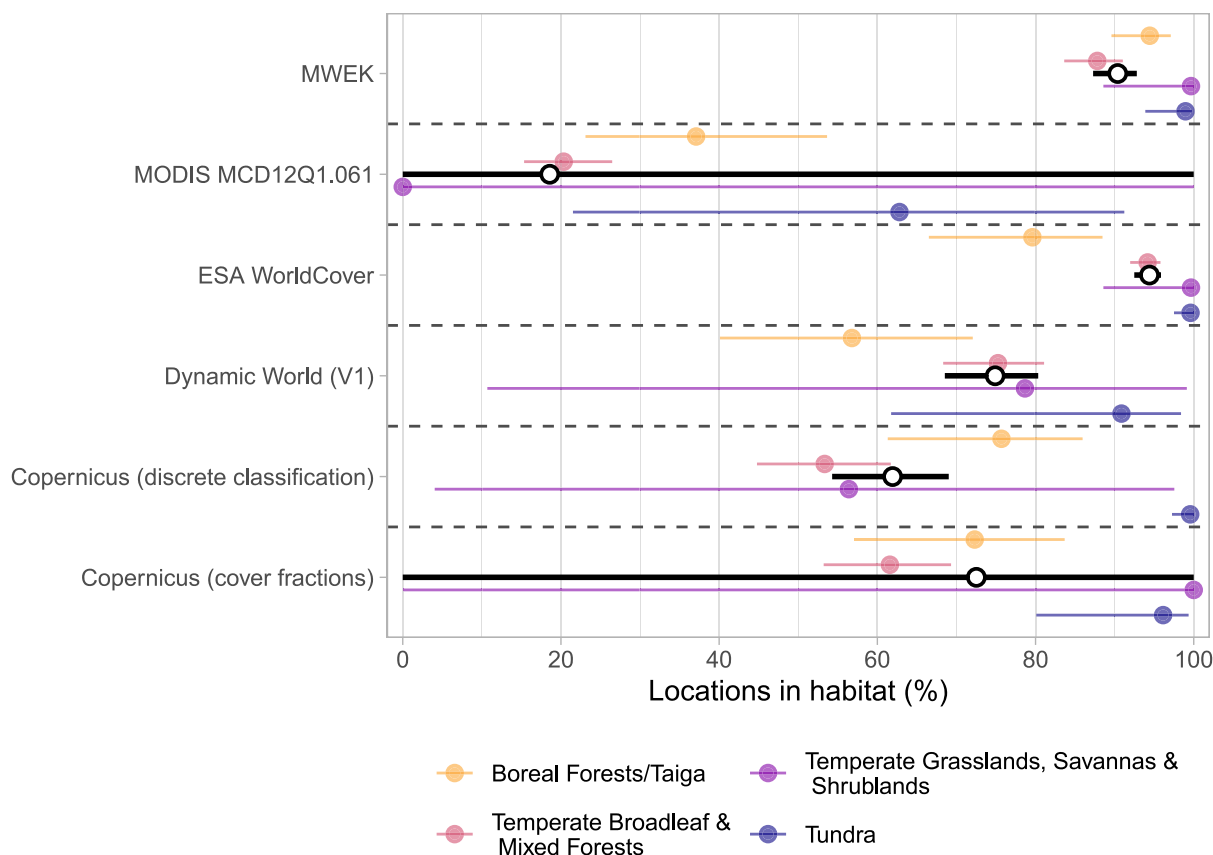 MWEK
MODIS MCD12Q1.061
ESA WorldCover
Dynamic World (V1)
Copernicus (discrete classification)
Copernicus (cover fractions)
0 20 40 60 80 100
Locations in habitat (%)
Boreal Forests/Taiga
Temperate Broadleaf &
Mixed Forests
Temperate Grasslands, Savannas &
Shrublands
Tundra